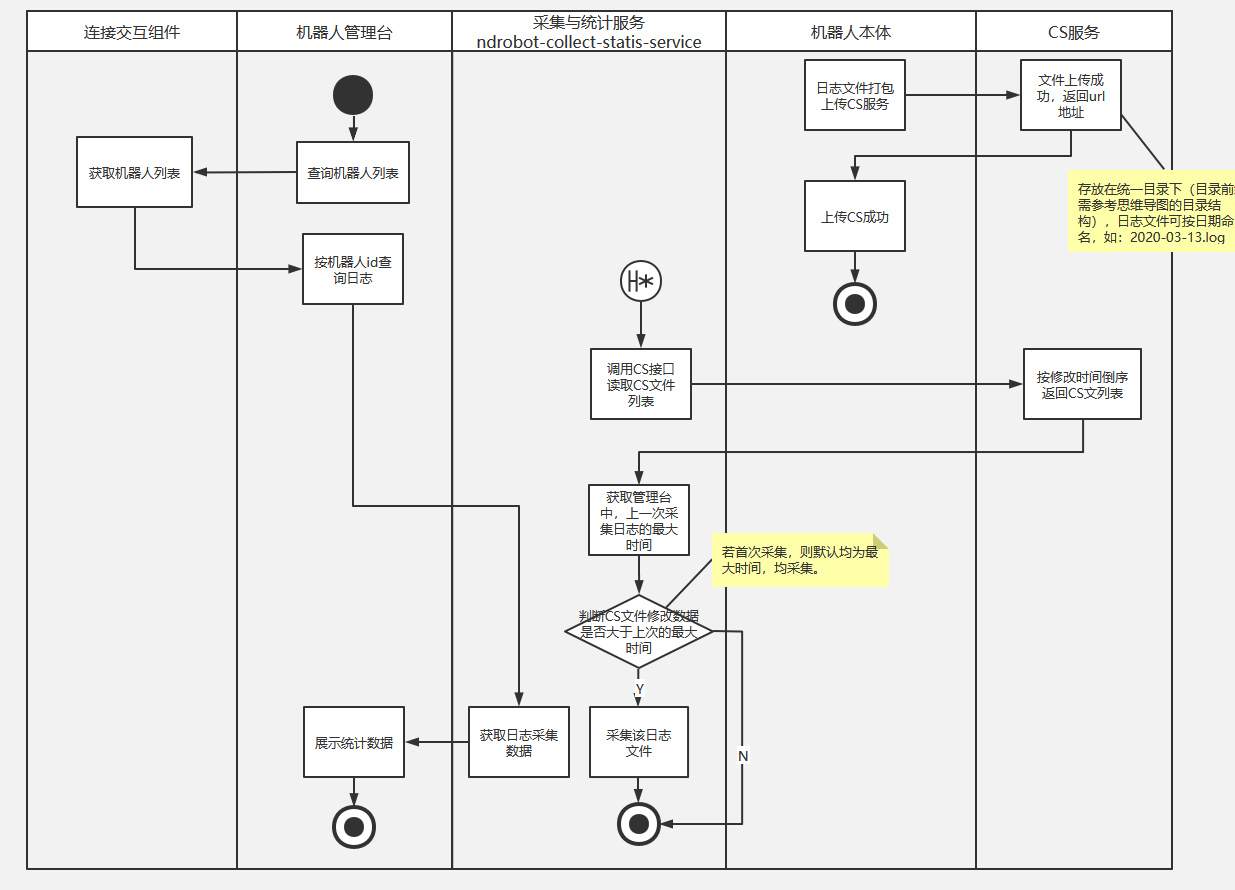 连接交互组件
机器人管理台
采集与统计服务
ndrobot-collect-statis-service
机器人本体
CS服务
日志文件打包
上传CS服务
文件上传成
功，返回url
地址
获取机器人列表
查询机器人列表
存放在统一目录下（目录前
需参考思维导图的目录结
构），日志文件可按日期命
名，如：2020-03-13.log
上传CS成功
按机器人id查
询日志
调用CS接口
读取CS文件
列表
按修改时间倒序
返回CS文列表
获取管理台
中，上一次采
集日志的最大
时间
若首次采集，则默认均为最
大时间，均采集。
判断CS文件修改数据
是否大于上次的最大
时间
Y
N
展示统计数据
获取日志采集
数据
采集该日志
文件